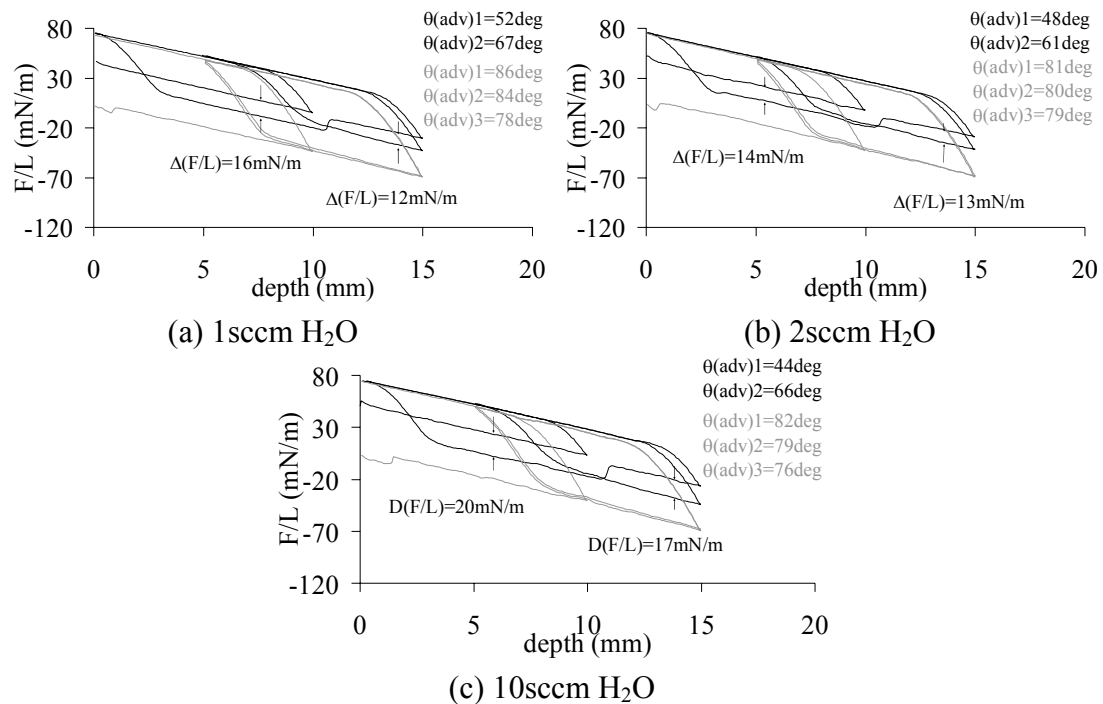 θ(adv)1=52deg
θ(adv)2=67deg
θ(adv)1=86deg
θ(adv)2=84deg
θ(adv)3=78deg
80
30
-20
-70
-120
F/L (mN/m)
Δ(F/L)=16mN/m
Δ(F/L)=12mN/m
0 5 10 15 20
depth (mm)
(a) 1sccm H₂O
θ(adv)1=48deg
θ(adv)2=61deg
θ(adv)1=81deg
θ(adv)2=80deg
θ(adv)3=79deg
80
30
-20
-70
-120
F/L (mN/m)
Δ(F/L)=14mN/m
Δ(F/L)=13mN/m
0 5 10 15 20
depth (mm)
(b) 2sccm H₂O
θ(adv)1=44deg
θ(adv)2=66deg
θ(adv)1=82deg
θ(adv)2=79deg
θ(adv)3=76deg
80
30
-20
-70
-120
F/L (mN/m)
D(F/L)=20mN/m
D(F/L)=17mN/m
0 5 10 15 20
depth (mm)
(c) 10sccm H₂O